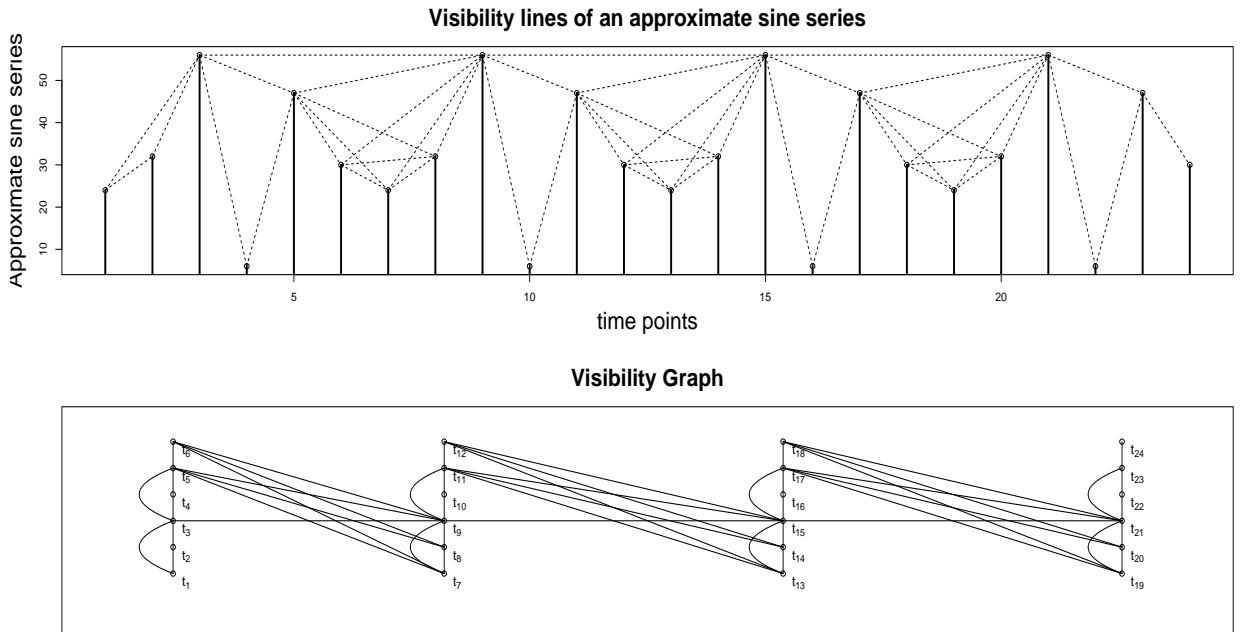 Visibility lines of an approximate sine series
Approximate sine series
50
40
30
20
10
5
10
15
20
time points
Visibility Graph
t6
t12
t18
t24
t5
t11
t17
t23
t4
t10
t16
t22
t3
t9
t15
t21
t2
t8
t14
t20
t1
t7
t13
t19